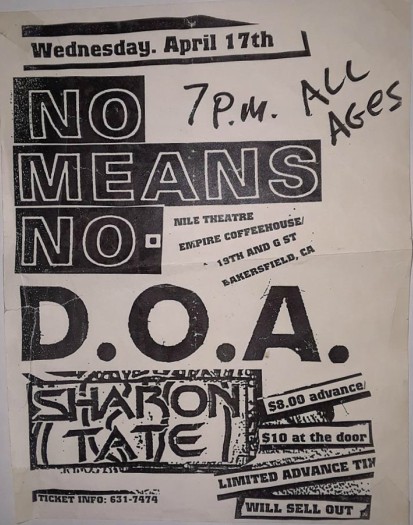 Wednesday. April 17th
7 P.M. ALL
AGES
NO
MEANS
NO.
NILE THEATRE
EMPIRE COFFEEHOUSE/
19TH AND G ST
BAKERSFIELD, CA
D.O.A.
SHARON
TATE
$8.00 advance/
$10 at the door
LIMITED ADVANCE TIX
WILL SELL OUT
TICKET INFO: 631-7474